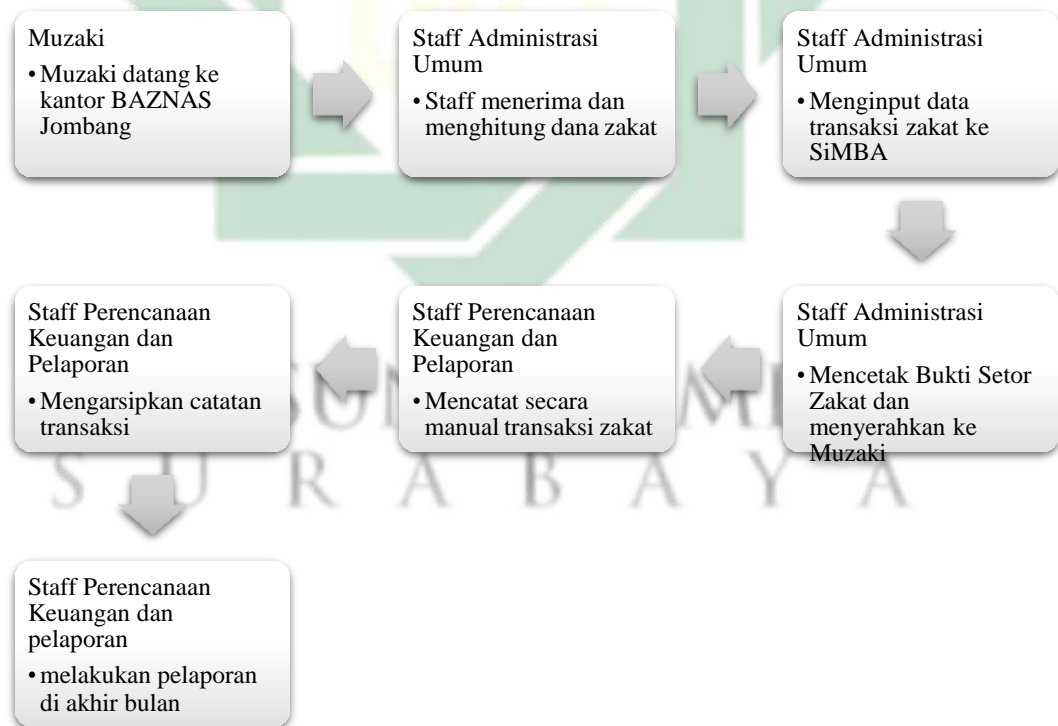 Muzaki
• Muzaki datang ke
kantor BAZNAS
Jombang
Staff Administrasi
Umum
• Staff menerima dan
menghitung dana zakat
Staff Administrasi
Umum
• Menginput data
transaksi zakat ke
SiMBA
Staff Administrasi
Umum
• Mencetak Bukti Setor
Zakat dan
menyerahkan ke
Muzaki
Staff Perencanaan
Keuangan dan
Pelaporan
• Mencatat secara
manual transaksi zakat
Staff Perencanaan
Keuangan dan
Pelaporan
• Mengarsipkan catatan
transaksi
Staff Perencanaan
Keuangan dan
pelaporan
• melakukan pelaporan
di akhir bulan
SURABAYA